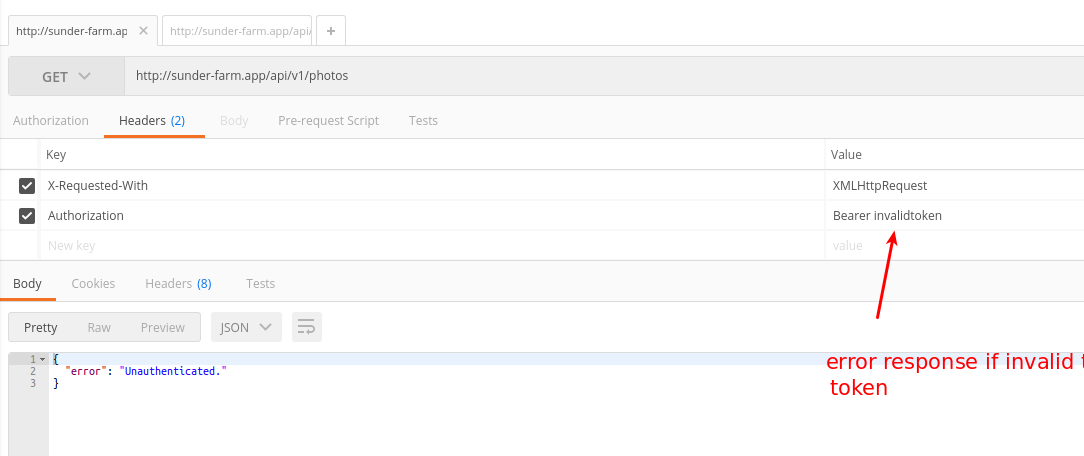 http://sunder-farm.ap
http://sunder-farm.app/api/
GET http://sunder-farm.app/api/v1/photos
Authorization Headers (2) Body Pre-request Script Tests
Key Value
X-Requested-With XMLHttpRequest
Authorization Bearer invalidtoken
New key value
Body Cookies Headers (8) Tests
Pretty Raw Preview JSON
1 {
2 "error": "Unauthenticated."
3 }
error response if invalid t
token